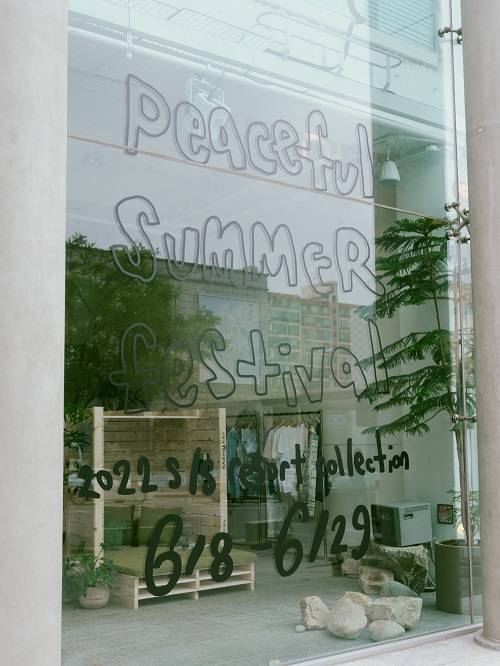 Peaceful
SUMMER
festival
2022 s/s resort collection
6/8 6/29